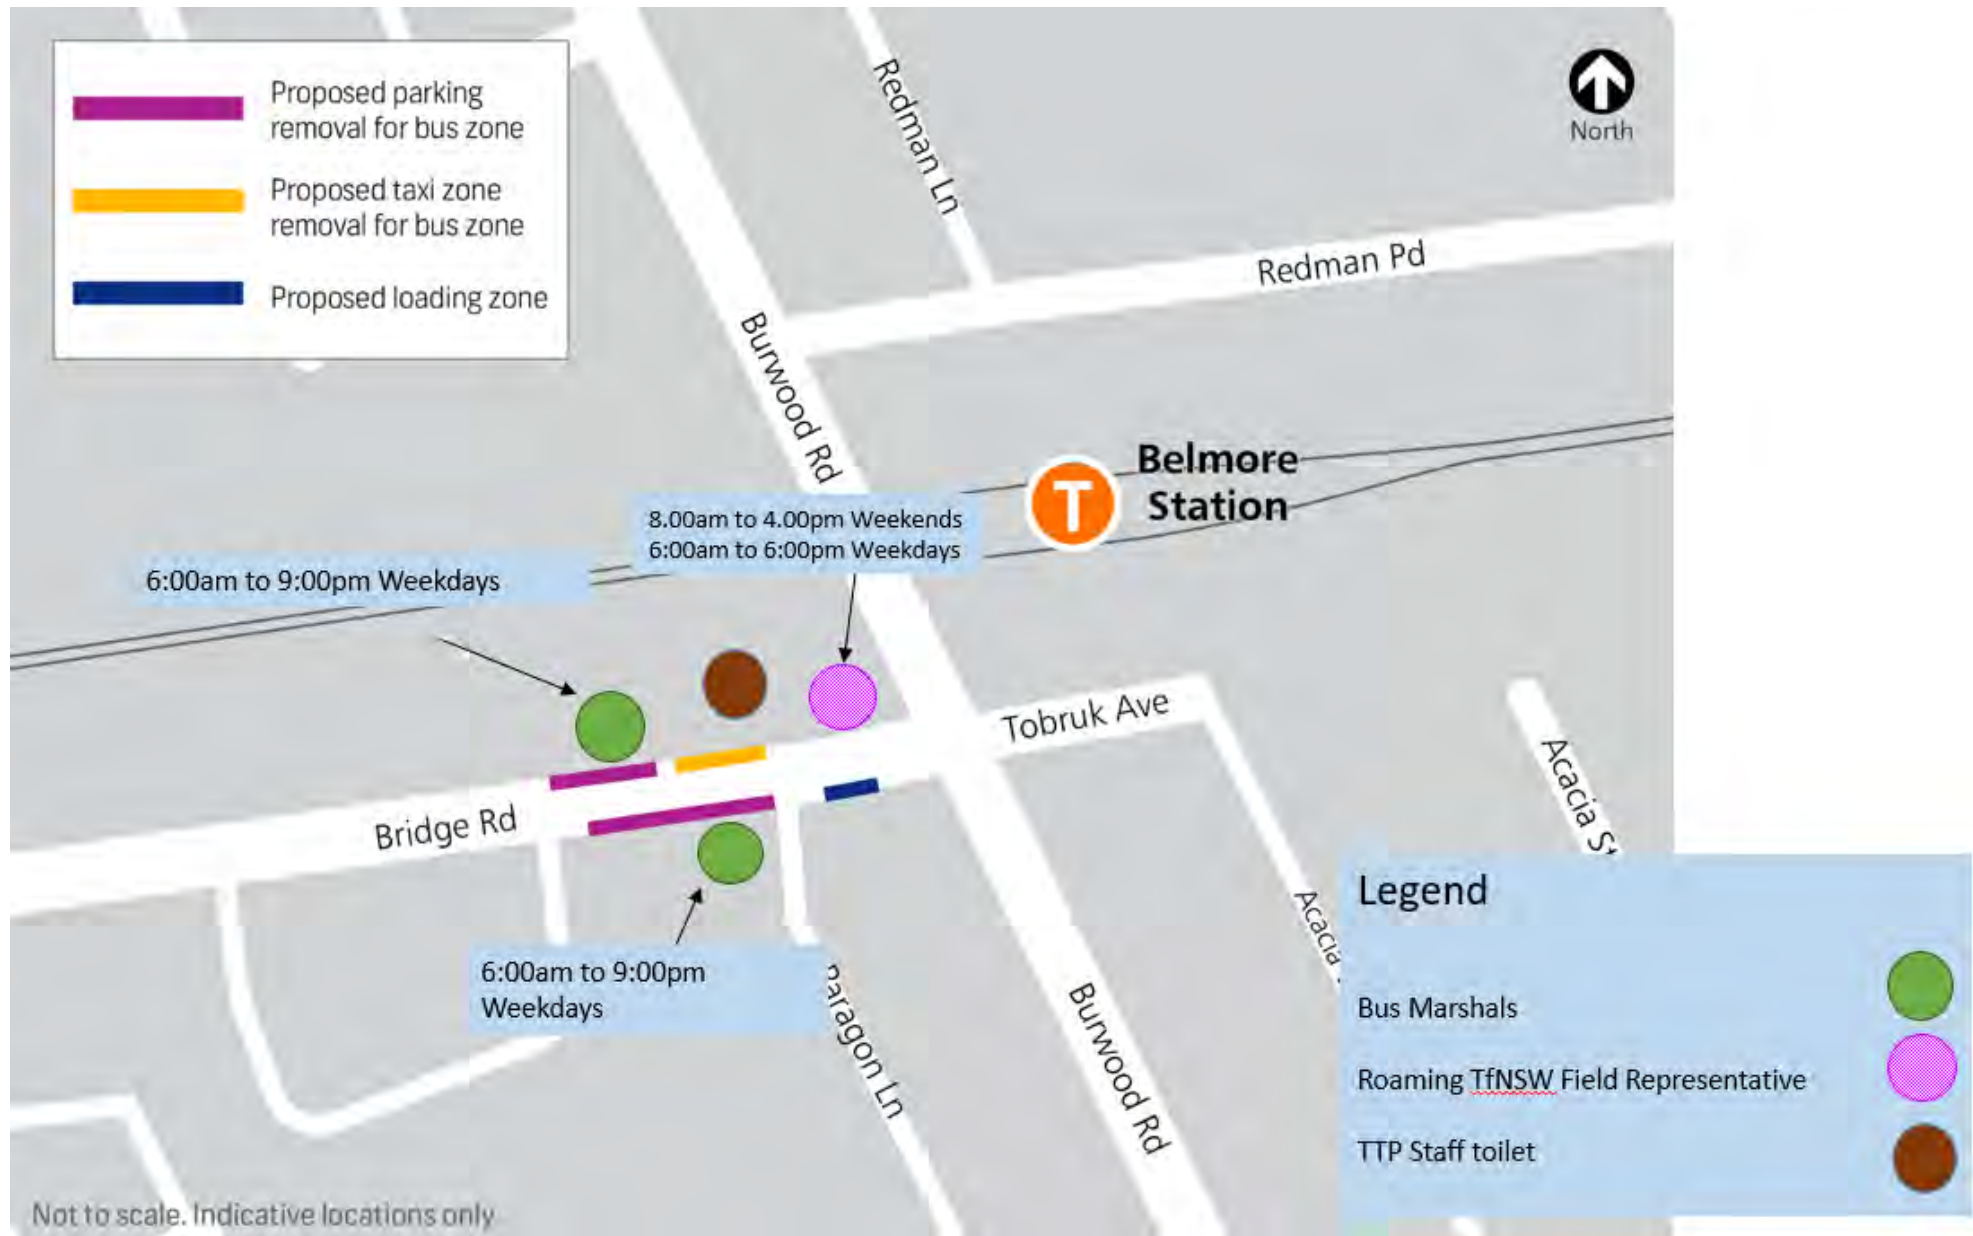 Proposed parking
removal for bus zone
Proposed taxi zone
removal for bus zone
Proposed loading zone
North
Redman Ln
Redman Pd
Burwood Rd
Belmore
Station
T
8.00am to 4.00pm Weekends
6:00am to 6:00pm Weekdays
6:00am to 9:00pm Weekdays
Tobruk Ave
Bridge Rd
Acacia St
Acacia
6:00am to 9:00pm
Weekdays
Paragon Ln
Burwood Rd
Legend
Bus Marshals
Roaming TfNSW Field Representative
TTP Staff toilet
Not to scale. Indicative locations only